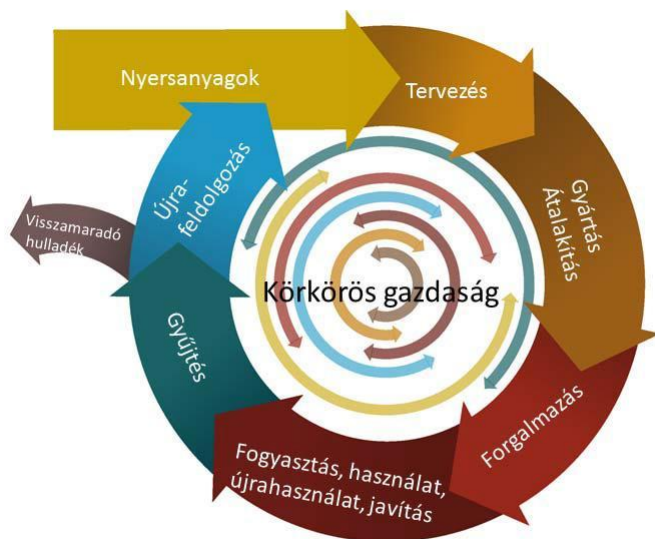 Nyersanyagok
Tervezés
Gyártás
Átalakítás
Forgalmazás
Fogyasztás, használat,
újrahasználat, javítás
Gyűjtés
Újra-
feldolgozás
Visszamaradó
hulladék
Körkörös gazdaság